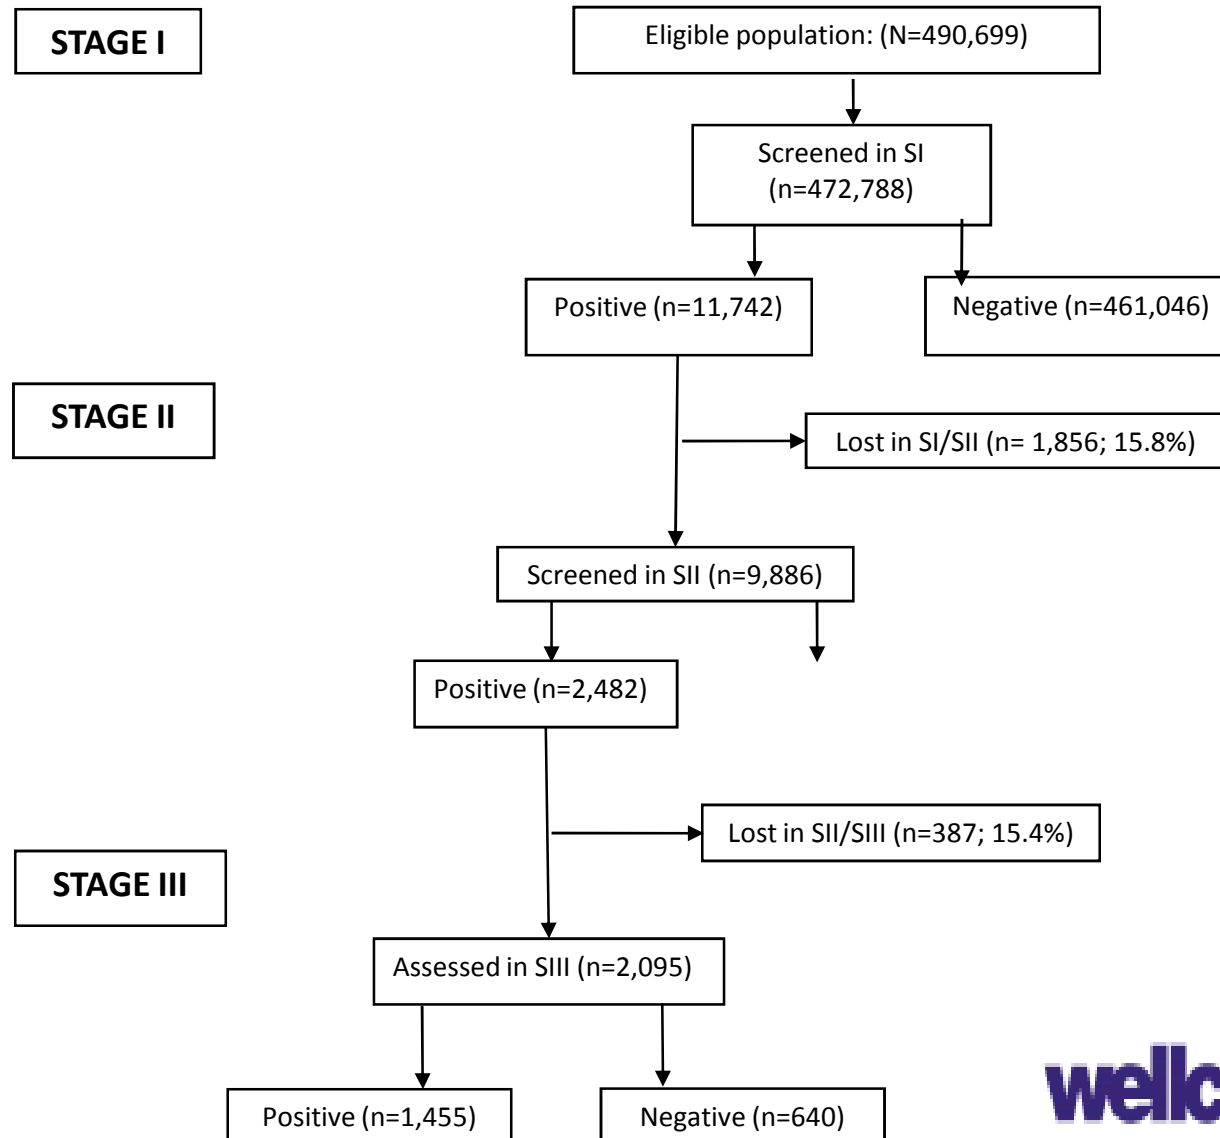 STAGE I
Eligible population: (N=490,699)
Screened in SI
(n=472,788)
Positive (n=11,742)
Negative (n=461,046)
STAGE II
Lost in SI/SII (n= 1,856; 15.8%)
Screened in SII (n=9,886)
Positive (n=2,482)
Lost in SII/SIII (n=387; 15.4%)
STAGE III
Assessed in SIII (n=2,095)
Positive (n=1,455)
Negative (n=640)